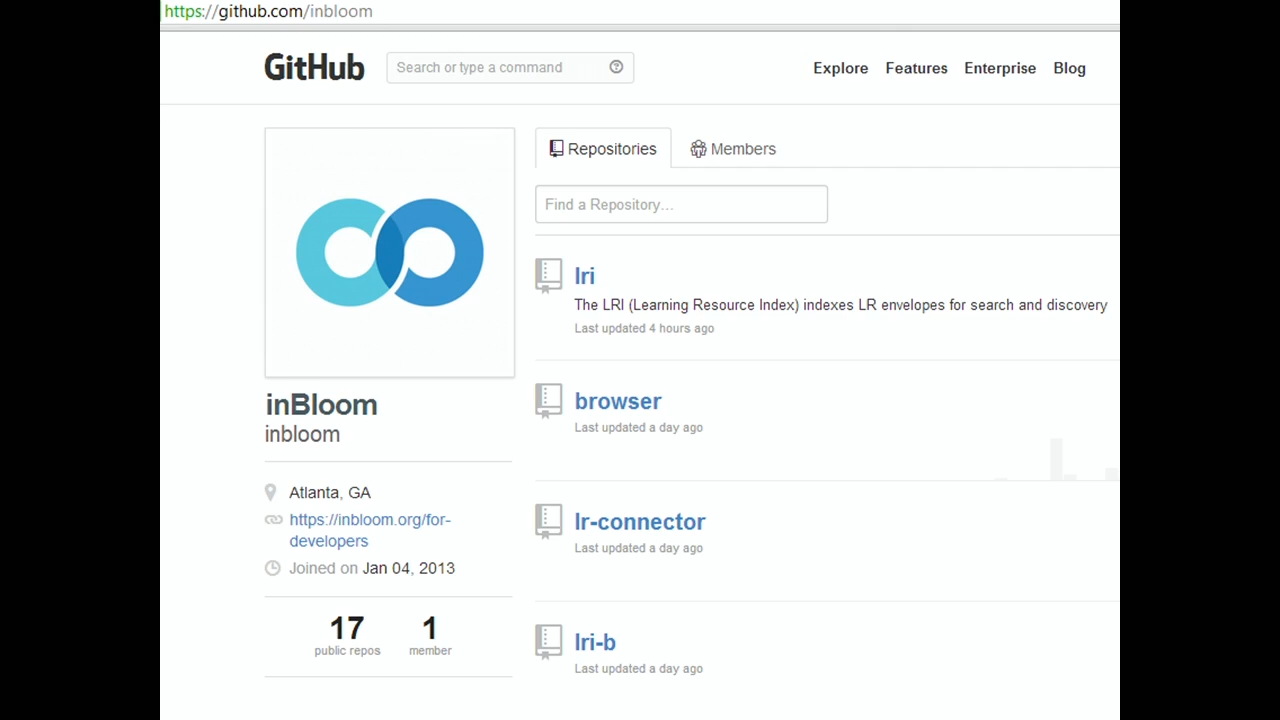 https://github.com/inbloom
GitHub
Search or type a command
Explore Features Enterprise Blog
Repositories Members
Find a Repository...
lri
The LRI (Learning Resource Index) indexes LR envelopes for search and discovery
Last updated 4 hours ago
browser
Last updated a day ago
lr-connector
Last updated a day ago
lri-b
Last updated a day ago
inBloom
inbloom
Atlanta, GA
https://inbloom.org/for-
developers
Joined on Jan 04, 2013
17 1
public repos member